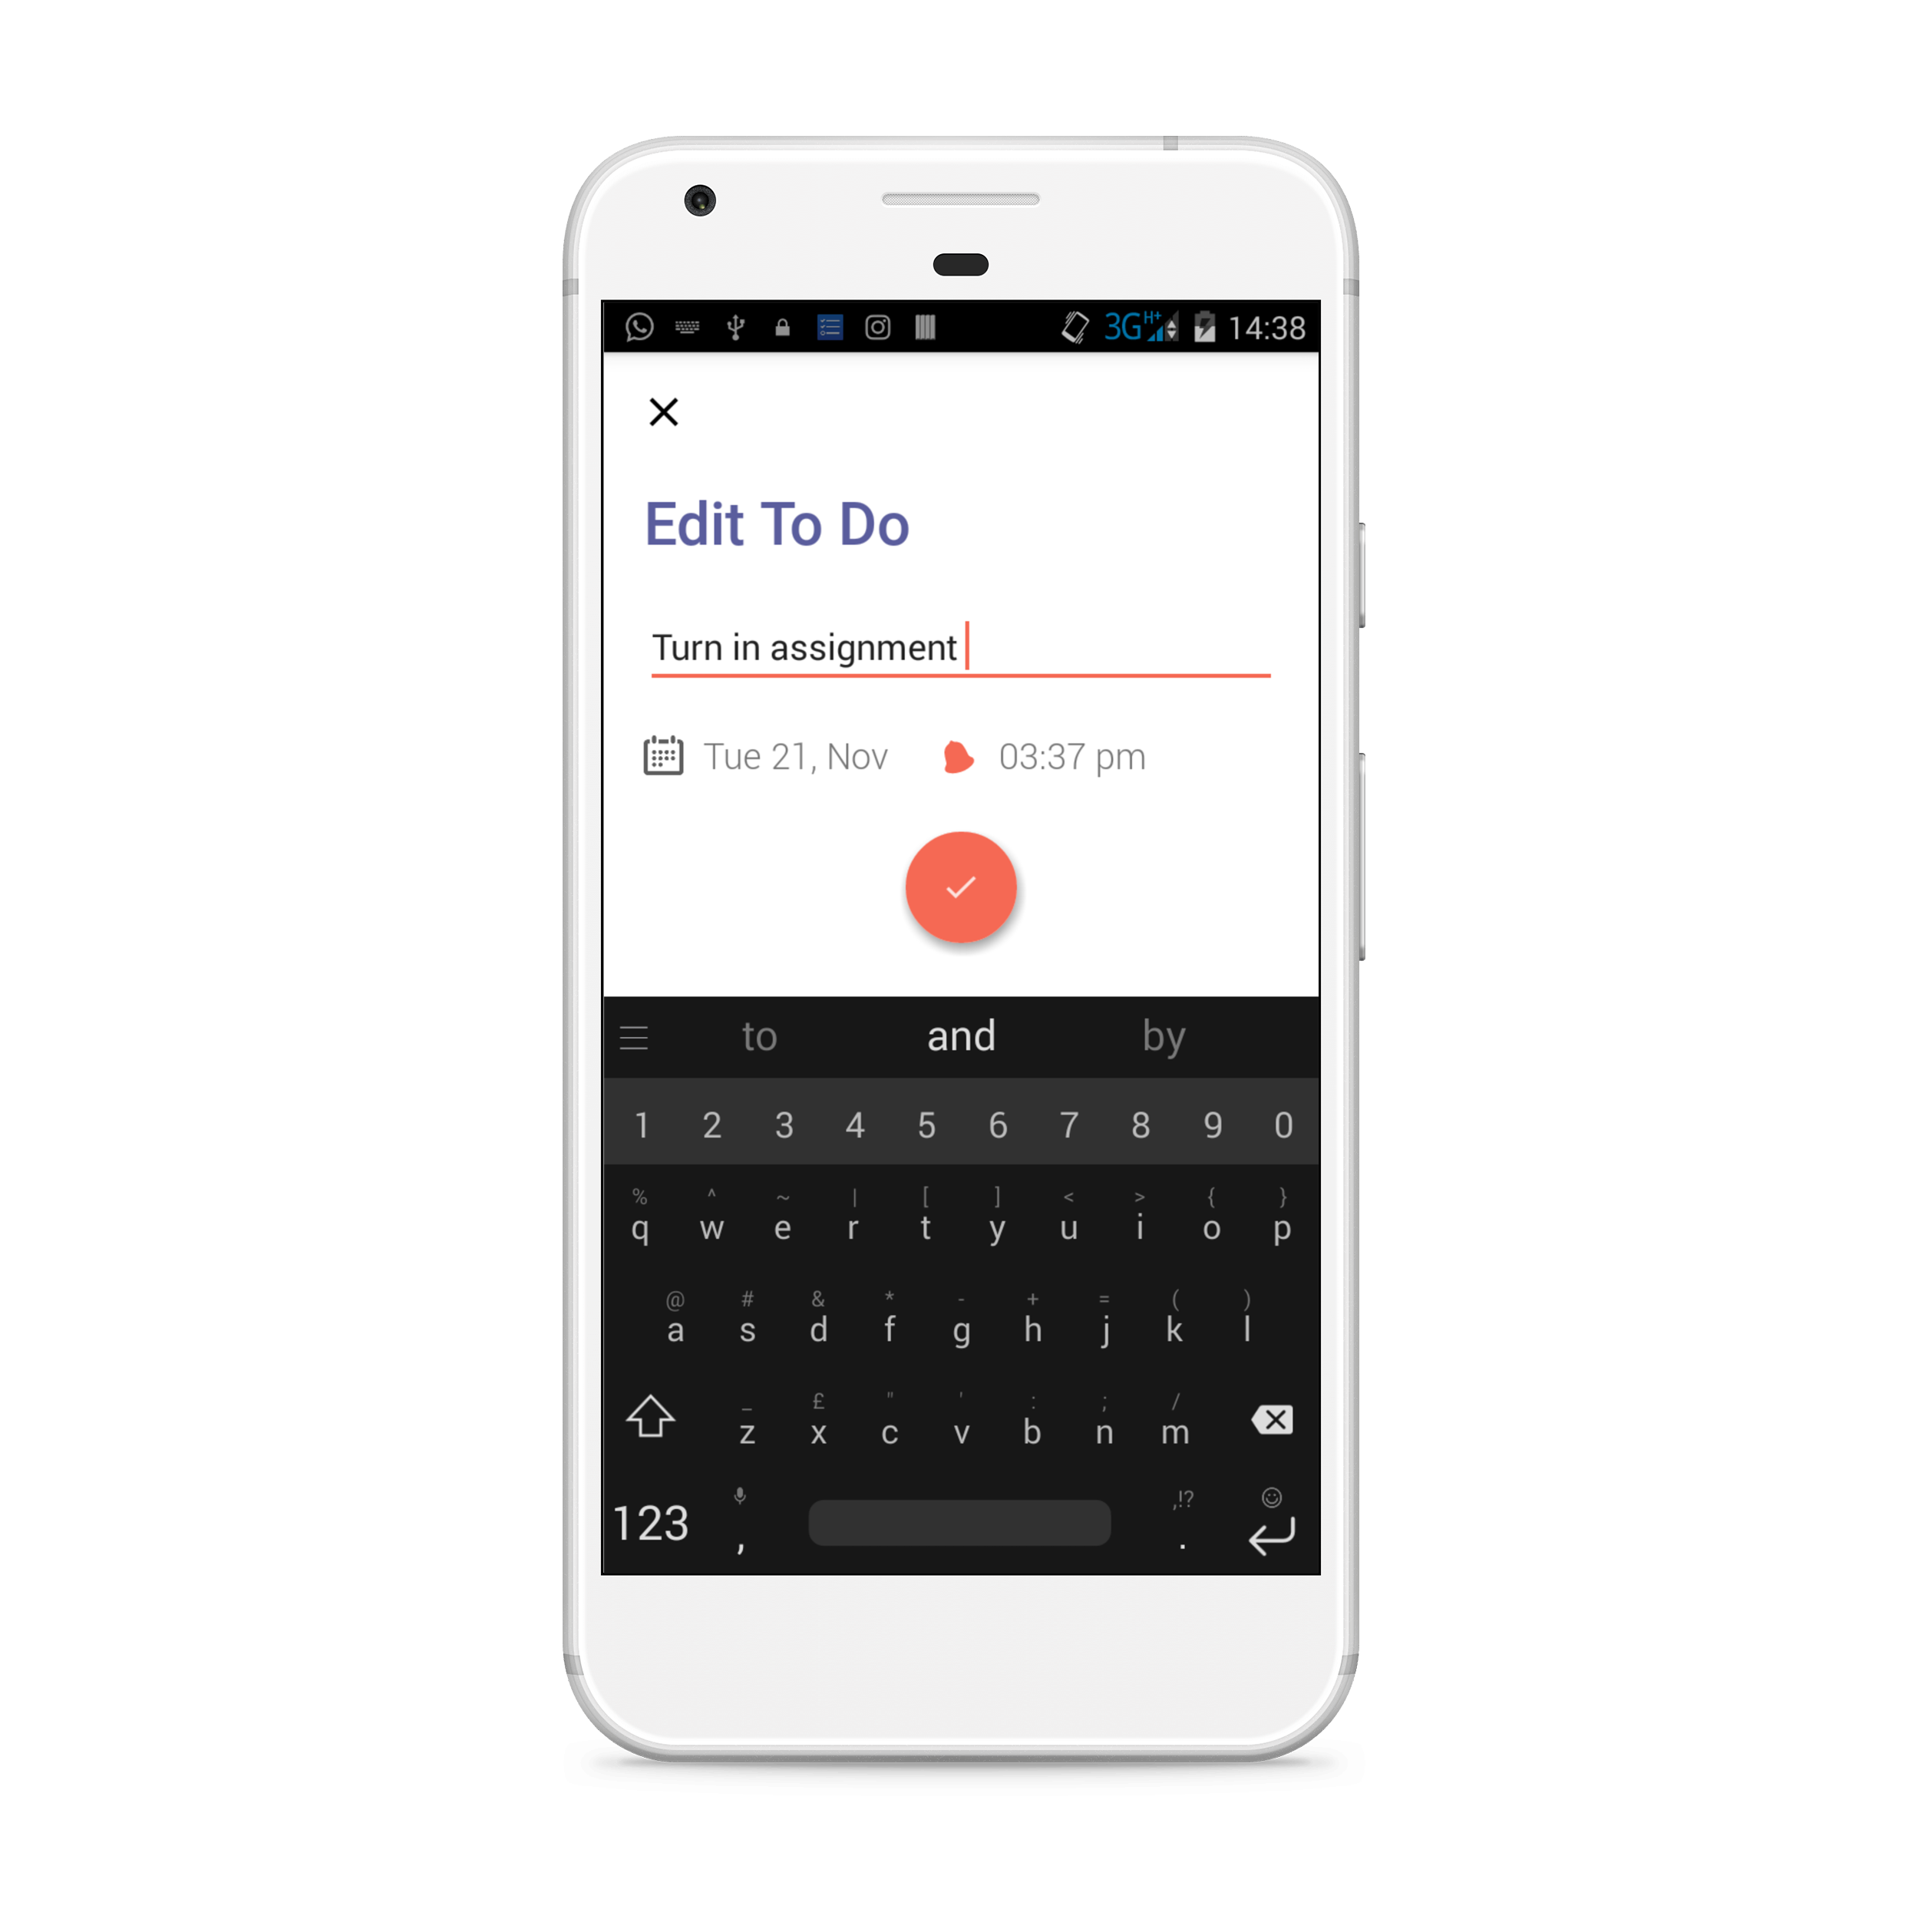 3G H+ 14:38
Edit To Do
Turn in assignment
Tue 21, Nov 03:37 pm
to and by
1 2 3 4 5 6 7 8 9 0
% ^ ~ | [ ] < > { }
q w e r t y u i o p
@ # & * - + = ( )
a s d f g h j k l
_ £ " ' : ; /
z x c v b n m
,!?
123 , .